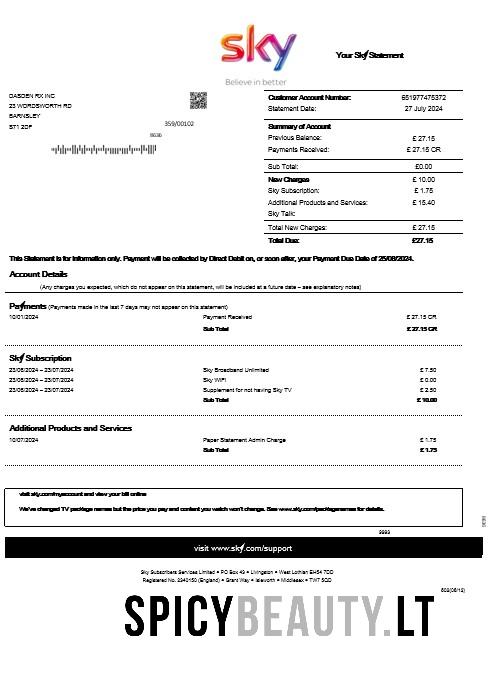 sky
Believe in better
Your Sky Statement
DASDEN RX INC
23 WORDSWORTH RD
BARNSLEY
S71 2DF
359/00102
8636
Customer Account Number: 651977475372
Statement Date: 27 July 2024
Summary of Account
Previous Balance: £ 27.15
Payments Received: £ 27.15 CR
Sub Total: £0.00
New Charges £ 10.00
Sky Subscription: £ 1.75
Additional Products and Services: £ 15.40
Sky Talk:
Total New Charges: £ 27.15
Total Due: £27.15
This Statement is for Information only. Payment will be collected by Direct Debit on, or soon after, your Payment Due Date of 25/08/2024.
Account Details
(Any charges you expected, which do not appear on this statement, will be included at a future date – see explanatory notes)
Payments (Payments made in the last 7 days may not appear on this statement)
10/01/2024 Payment Received £ 27.15 CR
Sub Total £ 27.15 CR
Sky Subscription
23/06/2024 – 23/07/2024 Sky Broadband Unlimited £ 7.50
23/06/2024 – 23/07/2024 Sky WIFI £ 0.00
23/06/2024 – 23/07/2024 Supplement for not having Sky TV £ 2.50
Sub Total £ 10.00
Additional Products and Services
10/07/2024 Paper Statement Admin Charge £ 1.75
Sub Total £ 1.75
visit sky.com/myaccount and view your bill online
We've changed TV package names but the price you pay and content you watch won't change. See www.sky.com/packagenames for details.
visit www.sky.com/support
Sky Subscribers Services Limited • PO Box 43 • Livingston • West Lothian EH54 7DD
Registered No. 2340150 (England) • Grant Way • Isleworth • Middlesex • TW7 5QD
SPICYBEAUTY.LT